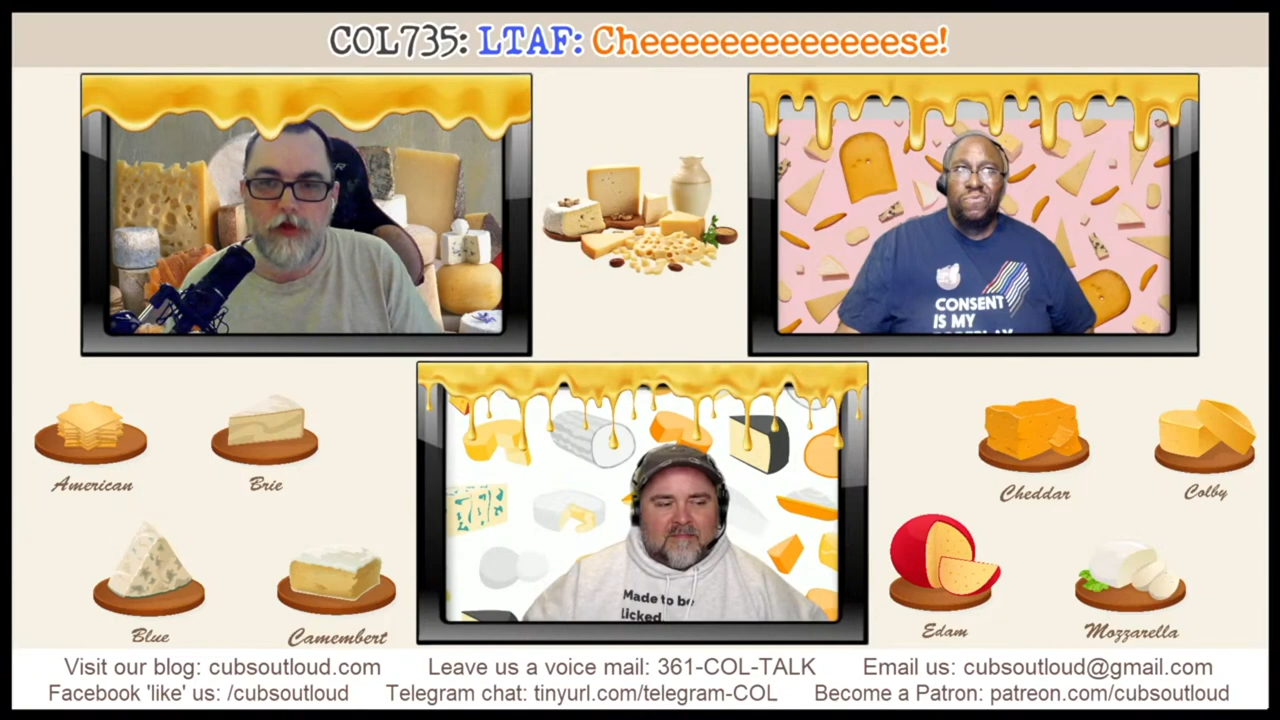 COL735: LTAF: Cheeeeeeeeeeeeeese!
CONSENT
IS MY
American
Brie
Cheddar
Colby
Made to be
licked.
Blue
Camembert
Edam
Mozzarella
Visit our blog: cubsoutloud.com Leave us a voice mail: 361-COL-TALK Email us: cubsoutloud@gmail.com
Facebook 'like' us: /cubsoutloud Telegram chat: tinyurl.com/telegram-COL Become a Patron: patreon.com/cubsoutloud